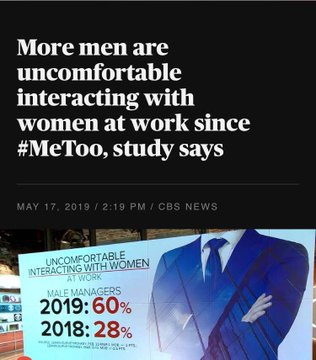 More men are
uncomfortable
interacting with
women at work since
#MeToo, study says
MAY 17, 2019 / 2:19 PM / CBS NEWS
UNCOMFORTABLE
INTERACTING WITH WOMEN
AT WORK
MALE MANAGERS
2019: 60%
2018: 28%